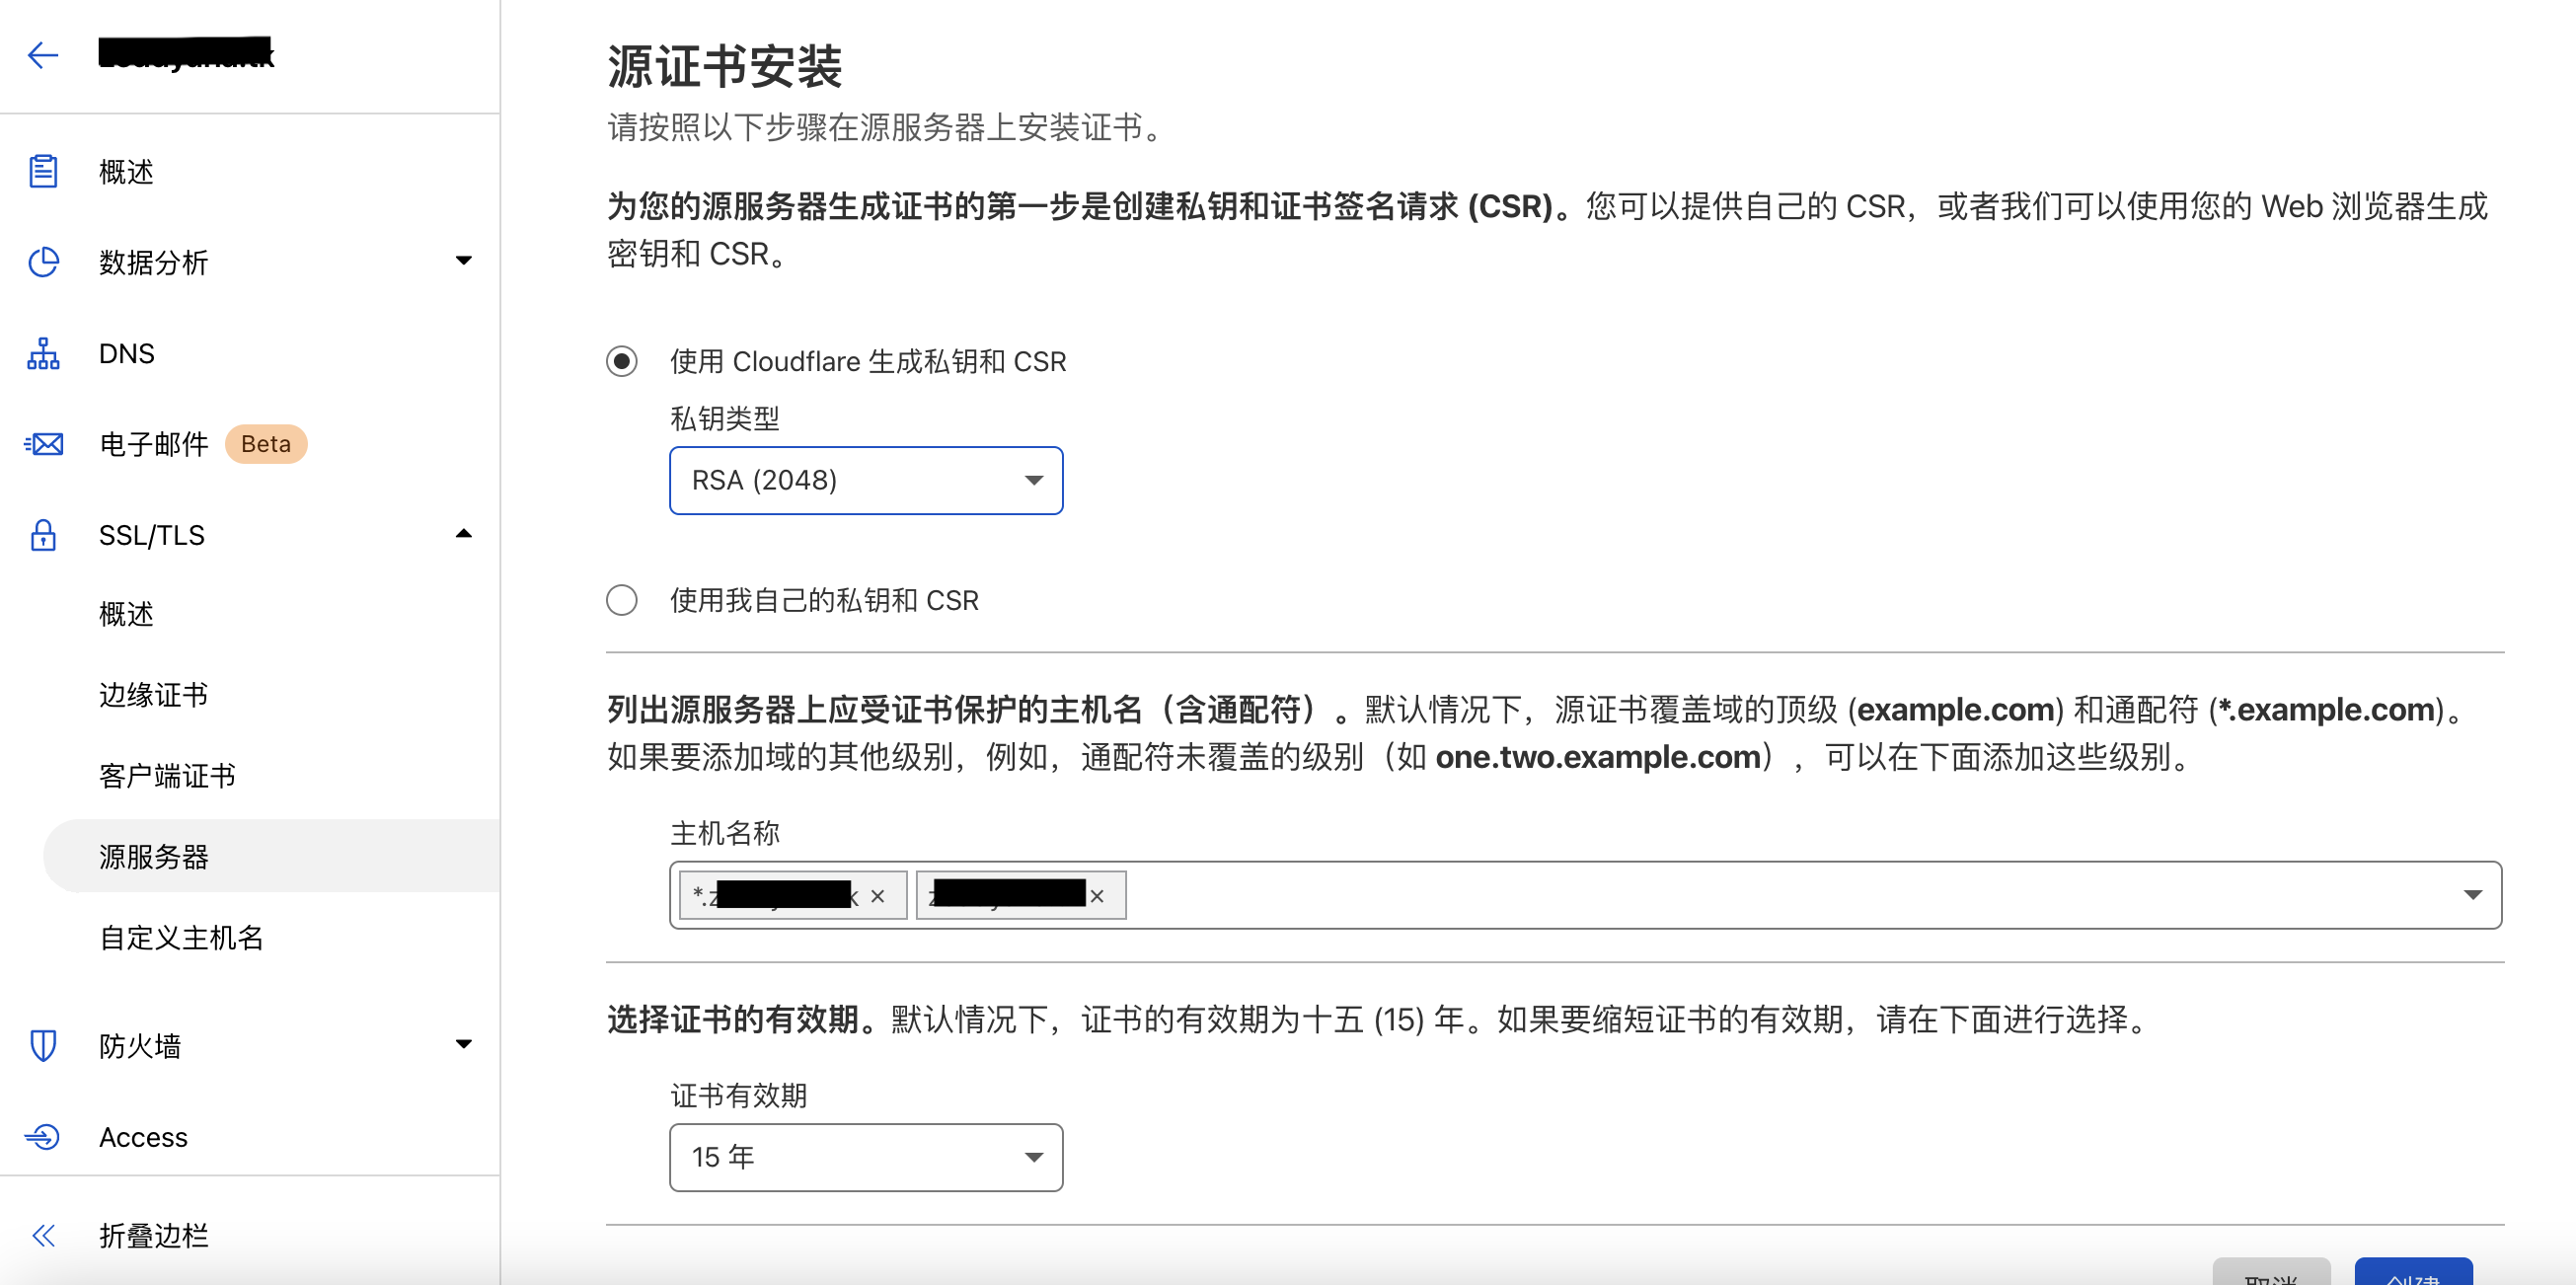 概述
数据分析
DNS
电子邮件 Beta
SSL/TLS
概述
边缘证书
客户端证书
源服务器
自定义主机名
防火墙
Access
折叠边栏
源证书安装
请按照以下步骤在源服务器上安装证书。
为您的源服务器生成证书的第一步是创建私钥和证书签名请求 (CSR)。您可以提供自己的 CSR，或者我们可以使用您的 Web 浏览器生成
密钥和 CSR。
使用 Cloudflare 生成私钥和 CSR
私钥类型
RSA (2048)
使用我自己的私钥和 CSR
列出源服务器上应受证书保护的主机名（含通配符）。默认情况下，源证书覆盖域的顶级 (example.com) 和通配符 (*.example.com)。
如果要添加域的其他级别，例如，通配符未覆盖的级别（如 one.two.example.com），可以在下面添加这些级别。
主机名称
选择证书的有效期。默认情况下，证书的有效期为十五 (15) 年。如果要缩短证书的有效期，请在下面进行选择。
证书有效期
15 年
取消 创建